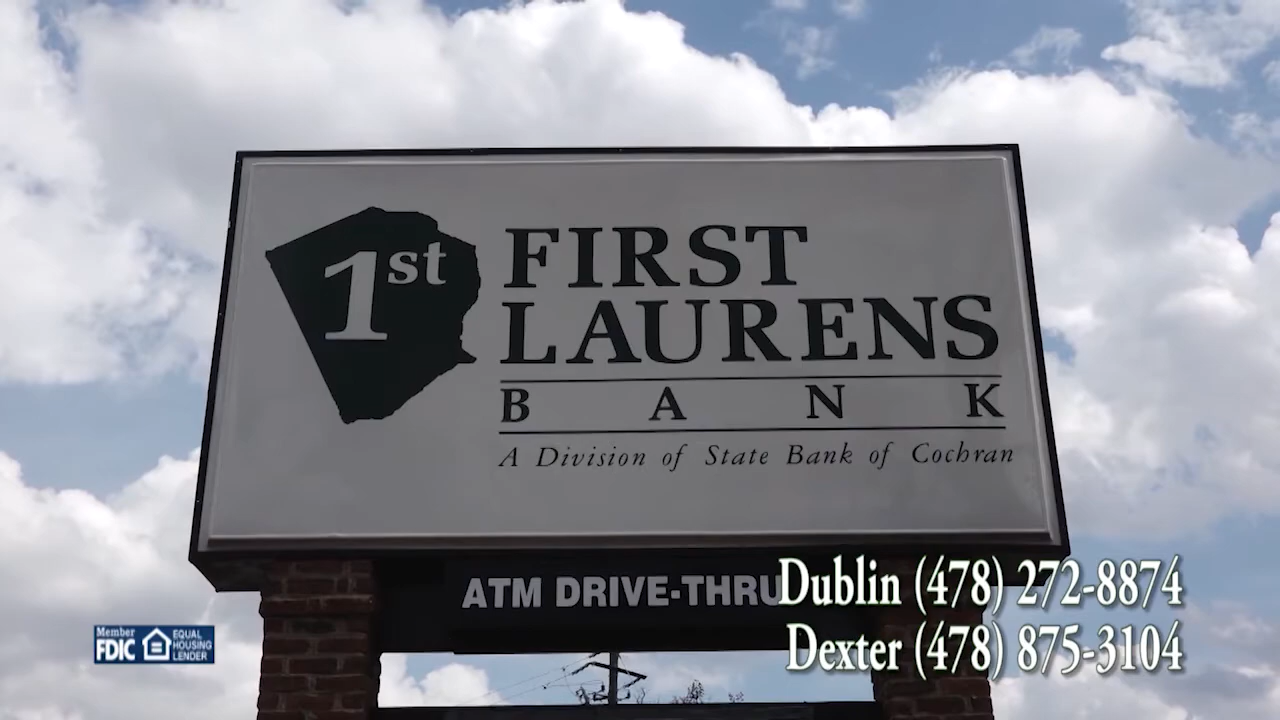 1st
FIRST
LAURENS
BANK
A Division of State Bank of Cochran
ATM DRIVE-THRU
Dublin (478) 272-8874
Dexter (478) 875-3104
Member
FDIC
EQUAL
HOUSING
LENDER